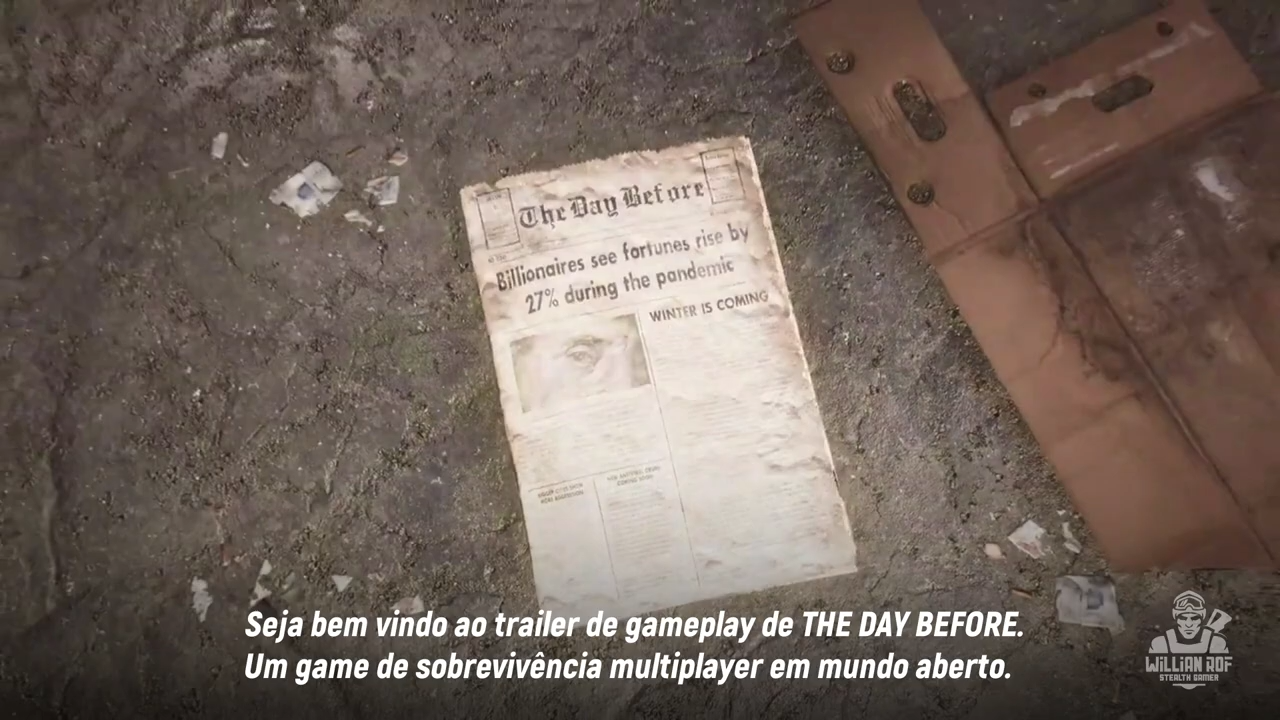 The Day Before
Billionaires see fortunes rise by
27% during the pandemic
WINTER IS COMING
Seja bem vindo ao trailer de gameplay de THE DAY BEFORE.
Um game de sobrevivência multiplayer em mundo aberto.
WiLLiAN ROF
STEALTH GAMER